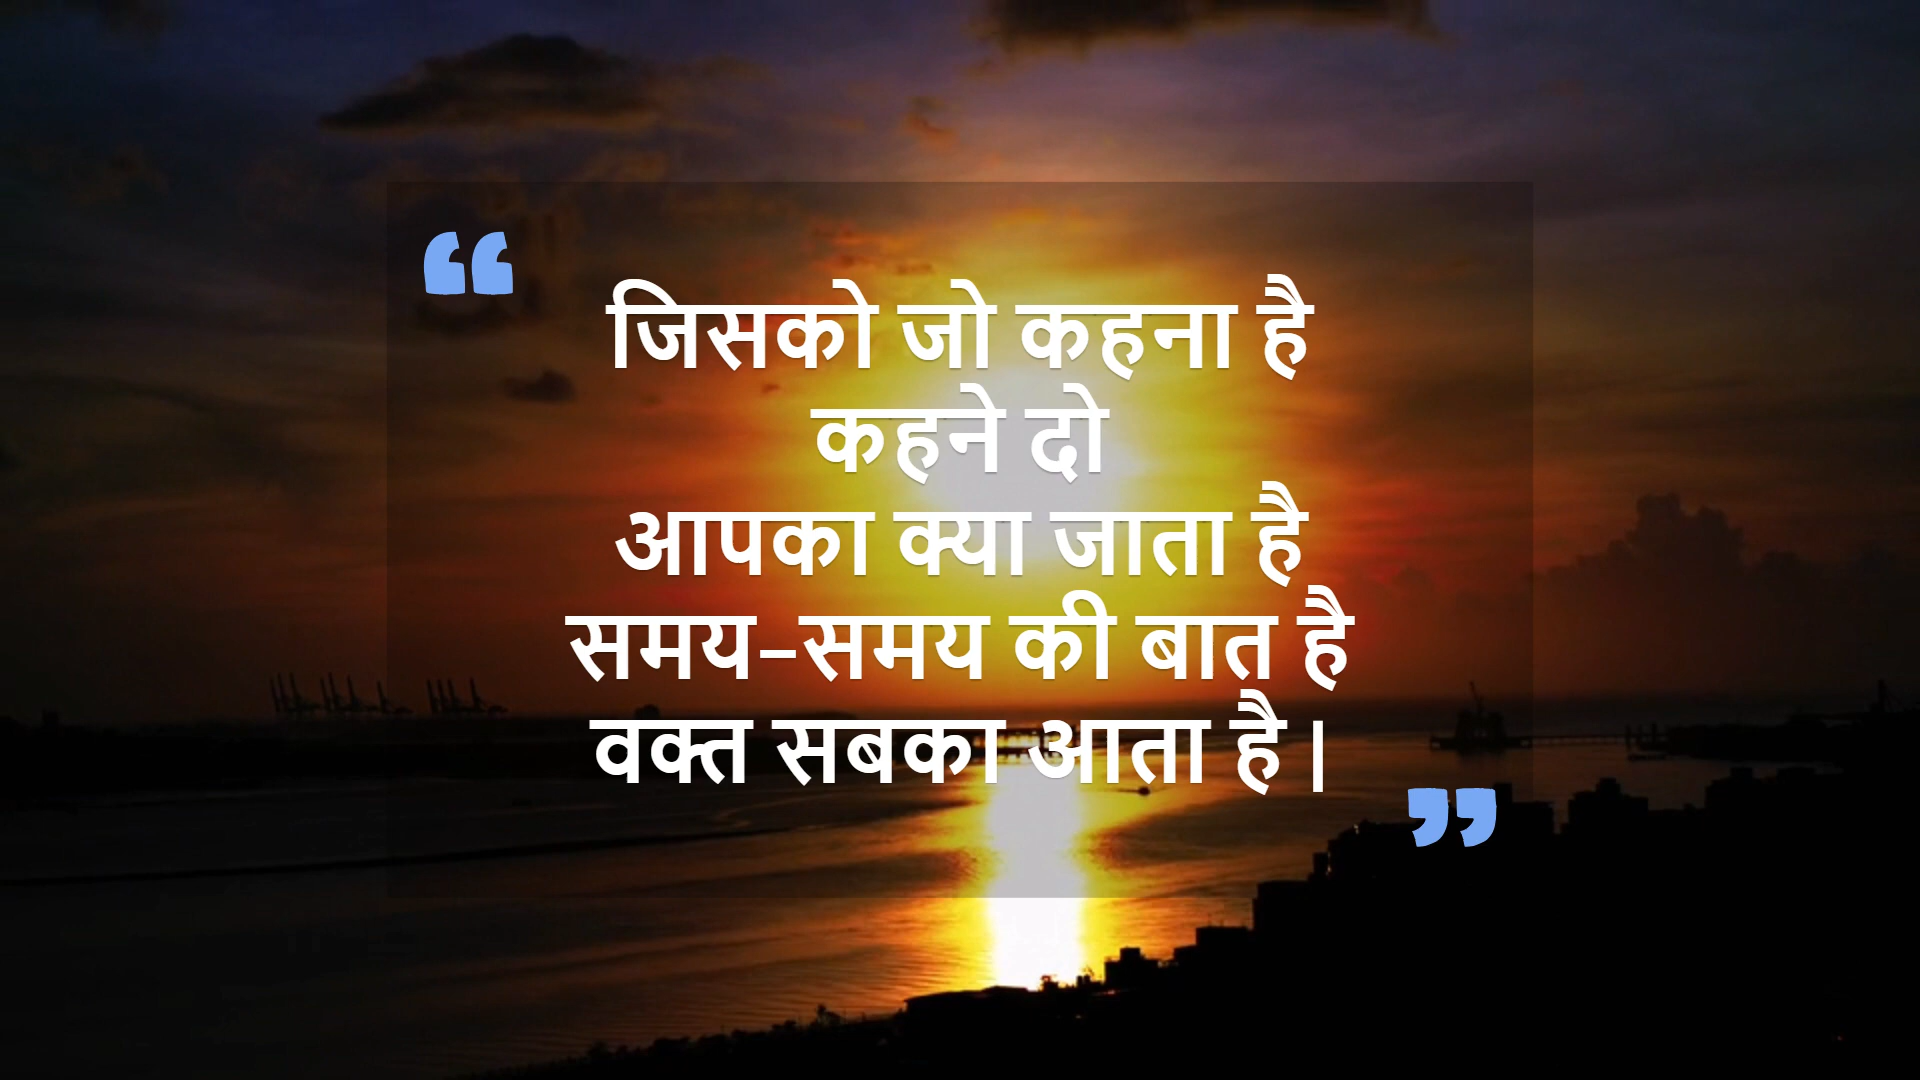 “
जिसको जो कहना है
कहने दो
आपका क्या जाता है
समय–समय की बात है
वक्त सबका आता है।
”